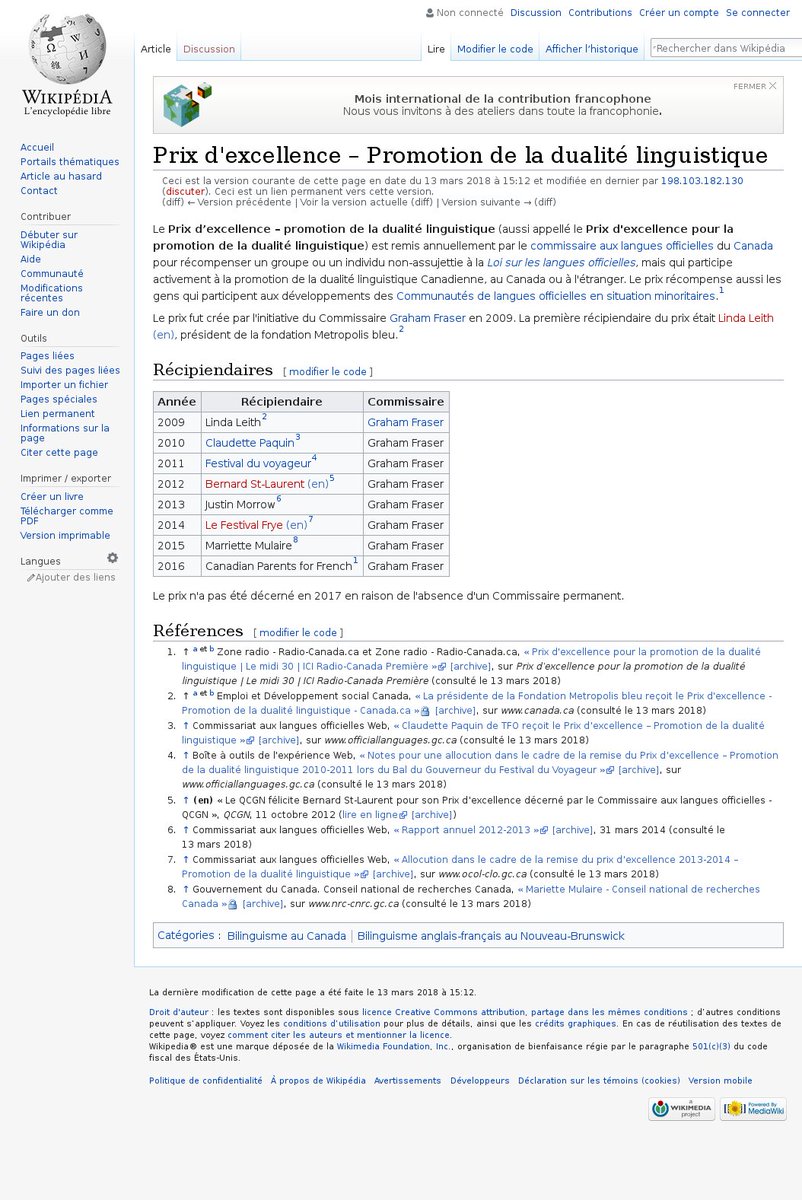 Non connecté Discussion Contributions Créer un compte Se connecter
Article Discussion Lire Modifier le code Afficher l'historique Rechercher dans Wikipédia
WIKIPÉDIA
L'encyclopédie libre
Accueil
Portails thématiques
Article au hasard
Contact
Contribuer
Débuter sur
Wikipédia
Aide
Communauté
Modifications
récentes
Faire un don
Outils
Pages liées
Suivi des pages liées
Importer un fichier
Pages spéciales
Lien permanent
Informations sur la
page
Citer cette page
Imprimer / exporter
Créer un livre
Télécharger comme
PDF
Version imprimable
Langues
Ajouter des liens
FERMER
Mois international de la contribution francophone
Nous vous invitons à des ateliers dans toute la francophonie.
Prix d'excellence – Promotion de la dualité linguistique
Ceci est la version courante de cette page en date du 13 mars 2018 à 15:12 et modifiée en dernier par 198.103.182.130
(discuter). Ceci est un lien permanent vers cette version.
(diff) ← Version précédente | Voir la version actuelle (diff) | Version suivante → (diff)
Le Prix d’excellence – promotion de la dualité linguistique (aussi appellé le Prix d'excellence pour la
promotion de la dualité linguistique) est remis annuellement par le commissaire aux langues officielles du Canada
pour récompenser un groupe ou un individu non-assujettie à la Loi sur les langues officielles, mais qui participe
activement à la promotion de la dualité linguistique Canadienne, au Canada ou à l'étranger. Le prix récompense aussi les
gens qui participent aux développements des Communautés de langues officielles en situation minoritaires.1
Le prix fut crée par l'initiative du Commissaire Graham Fraser en 2009. La première récipiendaire du prix était Linda Leith
(en), président de la fondation Metropolis bleu.2
Récipiendaires [ modifier le code ]
Année Récipiendaire Commissaire
2009 Linda Leith2 Graham Fraser
2010 Claudette Paquin3 Graham Fraser
2011 Festival du voyageur4 Graham Fraser
2012 Bernard St-Laurent (en)5 Graham Fraser
2013 Justin Morrow6 Graham Fraser
2014 Le Festival Frye (en)7 Graham Fraser
2015 Marriette Mulaire8 Graham Fraser
2016 Canadian Parents for French1 Graham Fraser
Le prix n'a pas été décerné en 2017 en raison de l'absence d'un Commissaire permanent.
Références [ modifier le code ]
1. ↑ a et b Zone radio - Radio-Canada.ca et Zone radio - Radio-Canada.ca, « Prix d'excellence pour la promotion de la dualité
linguistique | Le midi 30 | ICI Radio-Canada Première » [archive], sur Prix d'excellence pour la promotion de la dualité
linguistique | Le midi 30 | ICI Radio-Canada Première (consulté le 13 mars 2018)
2. ↑ a et b Emploi et Développement social Canada, « La présidente de la Fondation Metropolis bleu reçoit le Prix d'excellence -
Promotion de la dualité linguistique - Canada.ca » [archive], sur www.canada.ca (consulté le 13 mars 2018)
3. ↑ Commissariat aux langues officielles Web, « Claudette Paquin de TFO reçoit le Prix d'excellence – Promotion de la dualité
linguistique » [archive], sur www.officiallanguages.gc.ca (consulté le 13 mars 2018)
4. ↑ Boîte à outils de l'expérience Web, « Notes pour une allocution dans le cadre de la remise du Prix d'excellence – Promotion
de la dualité linguistique 2010-2011 lors du Bal du Gouverneur du Festival du Voyageur » [archive], sur
www.officiallanguages.gc.ca (consulté le 13 mars 2018)
5. ↑ (en) « Le QCGN félicite Bernard St-Laurent pour son Prix d'excellence décerné par le Commissaire aux langues officielles -
QCGN », QCGN, 11 octobre 2012 (lire en ligne [archive])
6. ↑ Commissariat aux langues officielles Web, « Rapport annuel 2012-2013 » [archive], 31 mars 2014 (consulté le
13 mars 2018)
7. ↑ Commissariat aux langues officielles Web, « Allocution dans le cadre de la remise du prix d'excellence 2013-2014 –
Promotion de la dualité linguistique » [archive], sur www.ocol-clo.gc.ca (consulté le 13 mars 2018)
8. ↑ Gouvernement du Canada. Conseil national de recherches Canada, « Mariette Mulaire - Conseil national de recherches
Canada » [archive], sur www.nrc-cnrc.gc.ca (consulté le 13 mars 2018)
Catégories : Bilinguisme au Canada | Bilinguisme anglais-français au Nouveau-Brunswick
La dernière modification de cette page a été faite le 13 mars 2018 à 15:12.
Droit d'auteur : les textes sont disponibles sous licence Creative Commons attribution, partage dans les mêmes conditions ; d’autres conditions
peuvent s’appliquer. Voyez les conditions d’utilisation pour plus de détails, ainsi que les crédits graphiques. En cas de réutilisation des textes de
cette page, voyez comment citer les auteurs et mentionner la licence.
Wikipedia® est une marque déposée de la Wikimedia Foundation, Inc., organisation de bienfaisance régie par le paragraphe 501(c)(3) du code
fiscal des États-Unis.
Politique de confidentialité À propos de Wikipédia Avertissements Développeurs Déclaration sur les témoins (cookies) Version mobile
A WIKIMEDIA project Powered By MediaWiki